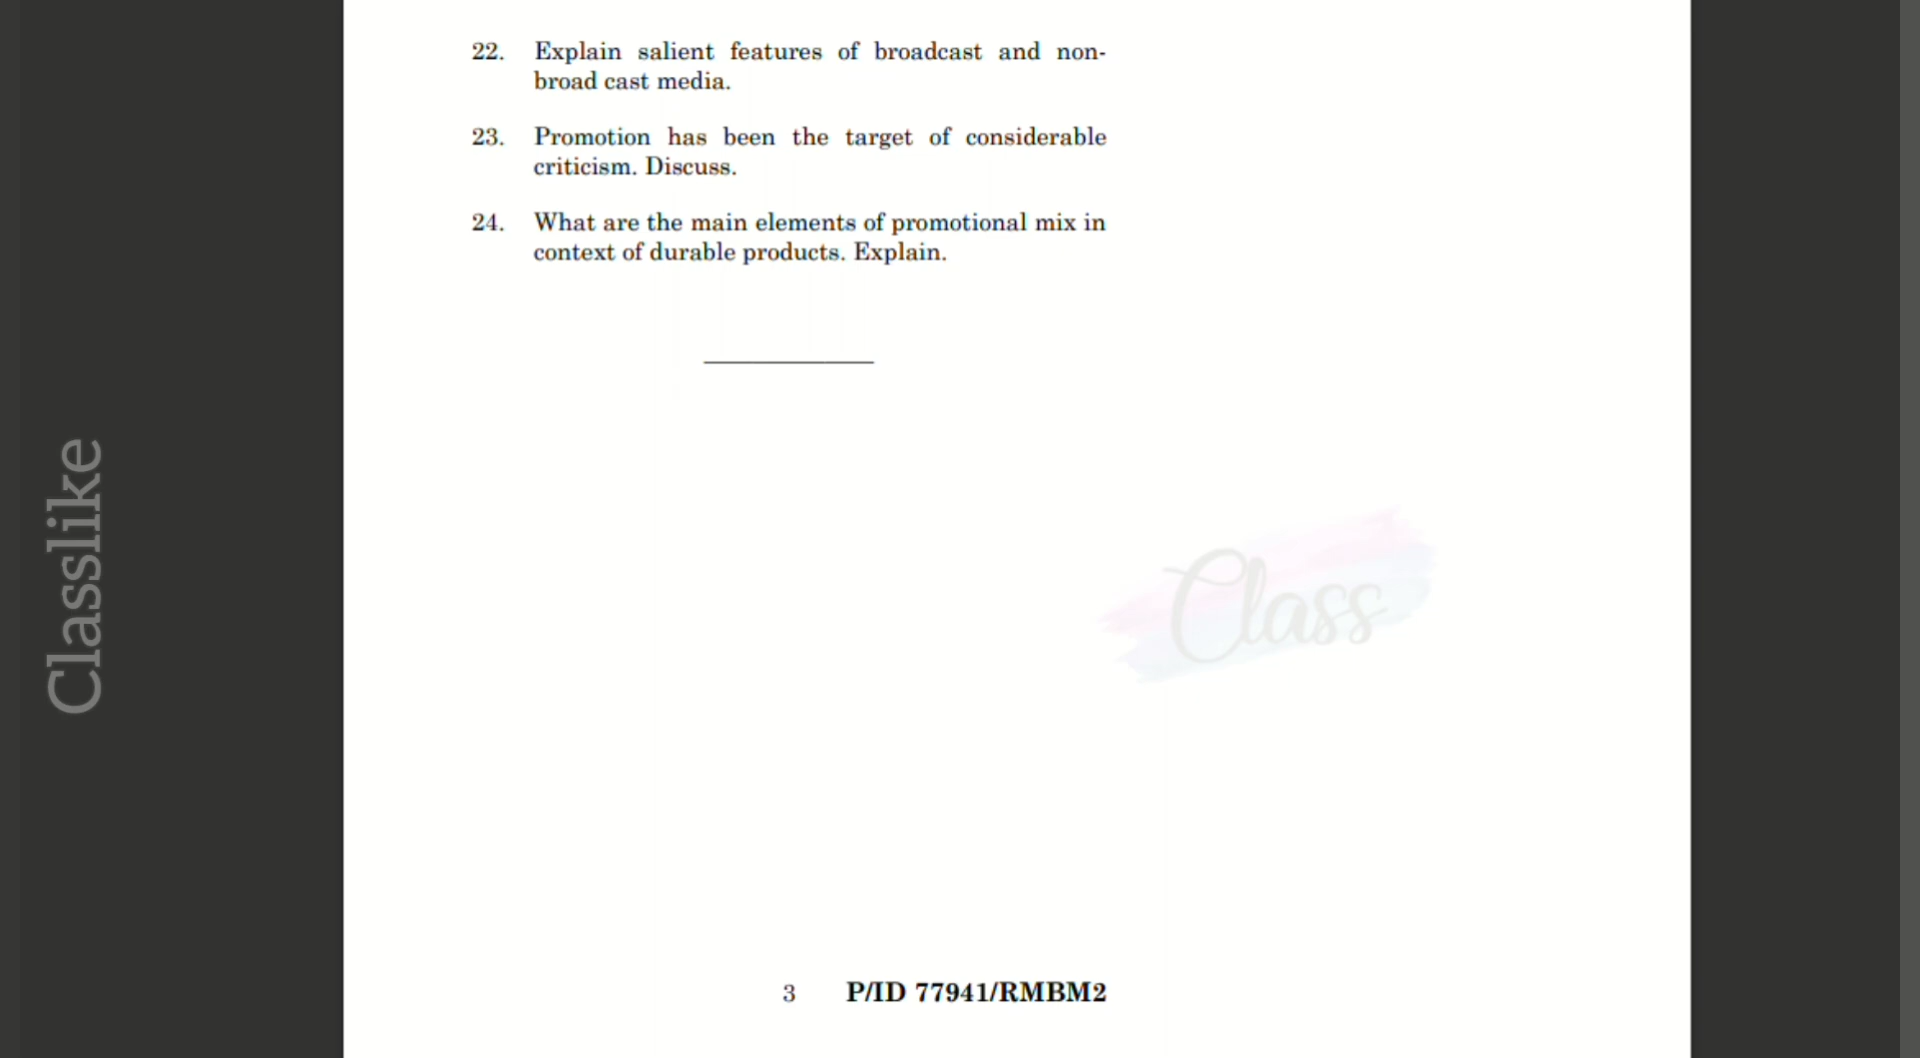 22. Explain salient features of broadcast and non-
broad cast media.
23. Promotion has been the target of considerable
criticism. Discuss.
24. What are the main elements of promotional mix in
context of durable products. Explain.
Classlike
Class
3 P/ID 77941/RMBM2